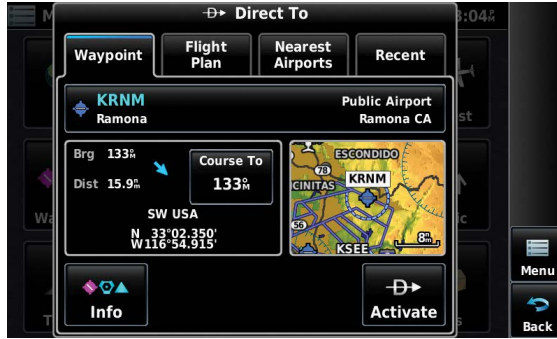 Direct To
3:04PM
Waypoint
Flight
Plan
Nearest
Airports
Recent
KRNM
Ramona
Public Airport
Ramona CA
Brg 133°M
Dist 15.9nm
Course To
133°M
SW USA
N 33°02.350'
W116°54.915'
ESCONDIDO
78
KRNM
CINITAS
56
KSEE
8nm
Info
Activate
Menu
Back